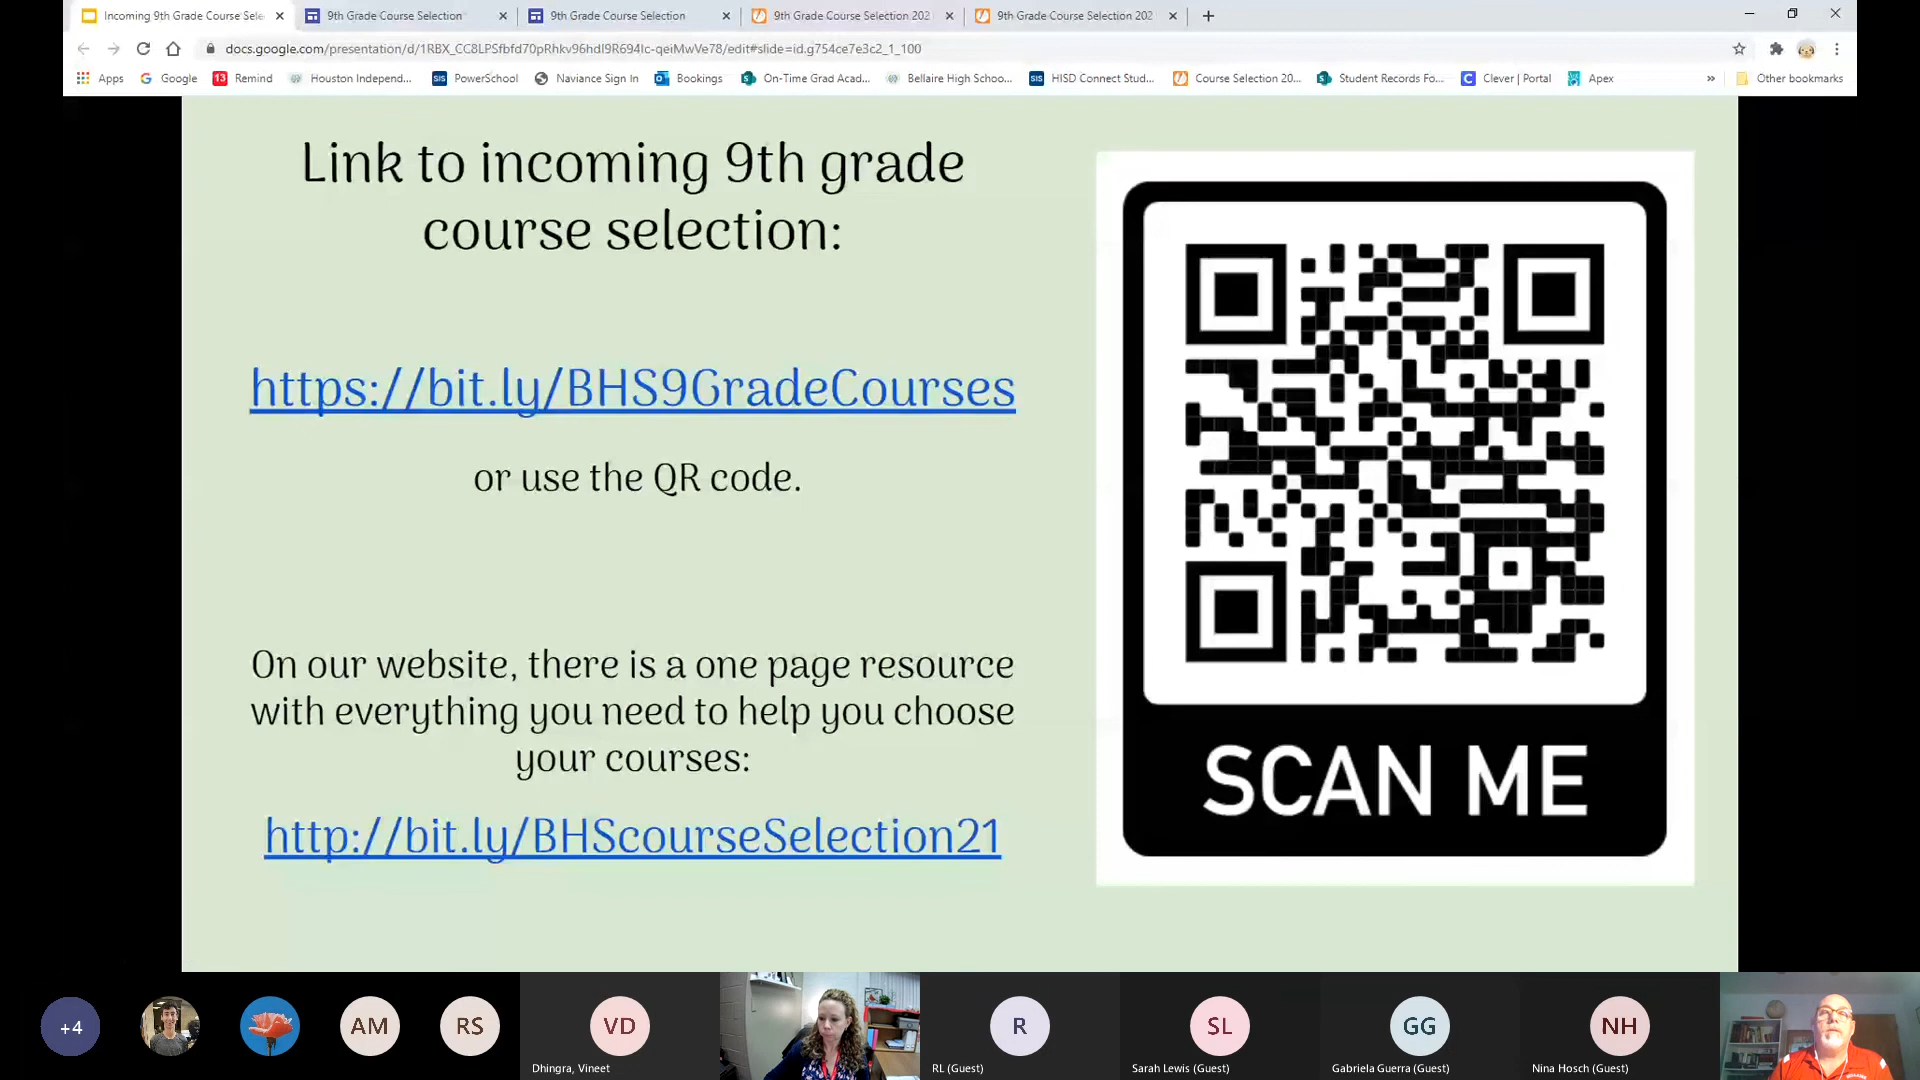 Incoming 9th Grade Course Sele
9th Grade Course Selection
9th Grade Course Selection
9th Grade Course Selection 202
9th Grade Course Selection 202
docs.google.com/presentation/d/1RBX_CC8LPSfbfd70pRhkv96hdI9R694Ic-qeiMwVe78/edit#slide=id.g754ce7e3c2_1_100
Apps
Google
Remind
Houston Independ...
PowerSchool
Naviance Sign In
Bookings
On-Time Grad Acad...
Bellaire High Schoo...
HISD Connect Stud...
Course Selection 20...
Student Records Fo...
Clever | Portal
Apex
»
Other bookmarks
Link to incoming 9th grade
course selection:
https://bit.ly/BHS9GradeCourses
or use the QR code.
On our website, there is a one page resource
with everything you need to help you choose
your courses:
http://bit.ly/BHScourseSelection21
SCAN ME
+4
AM
RS
VD
Dhingra, Vineet
R
RL (Guest)
SL
Sarah Lewis (Guest)
GG
Gabriela Guerra (Guest)
NH
Nina Hosch (Guest)